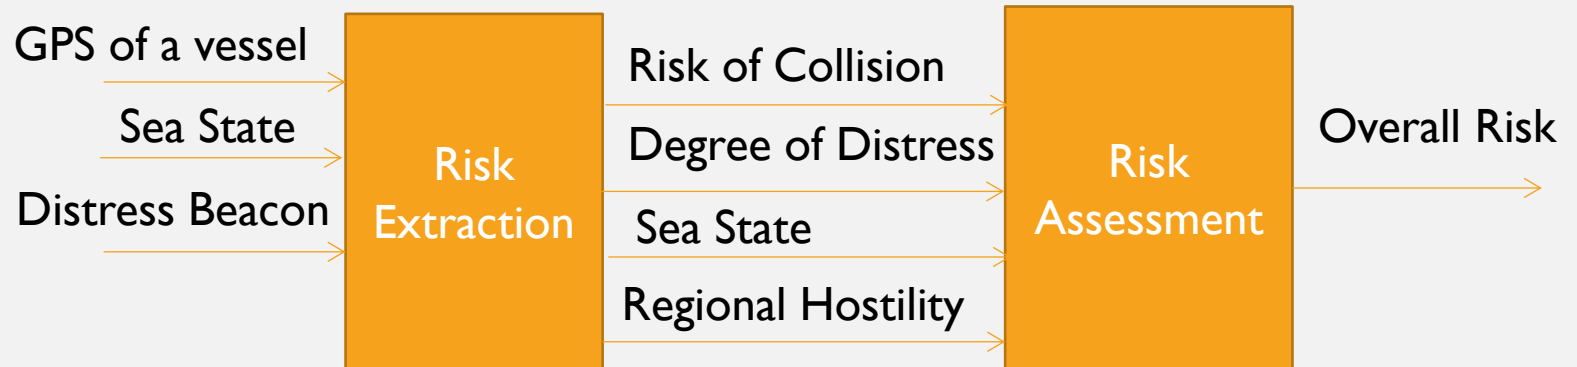 GPS of a vessel
Sea State
Distress Beacon
Risk
Extraction
Risk of Collision
Degree of Distress
Sea State
Regional Hostility
Risk
Assessment
Overall Risk